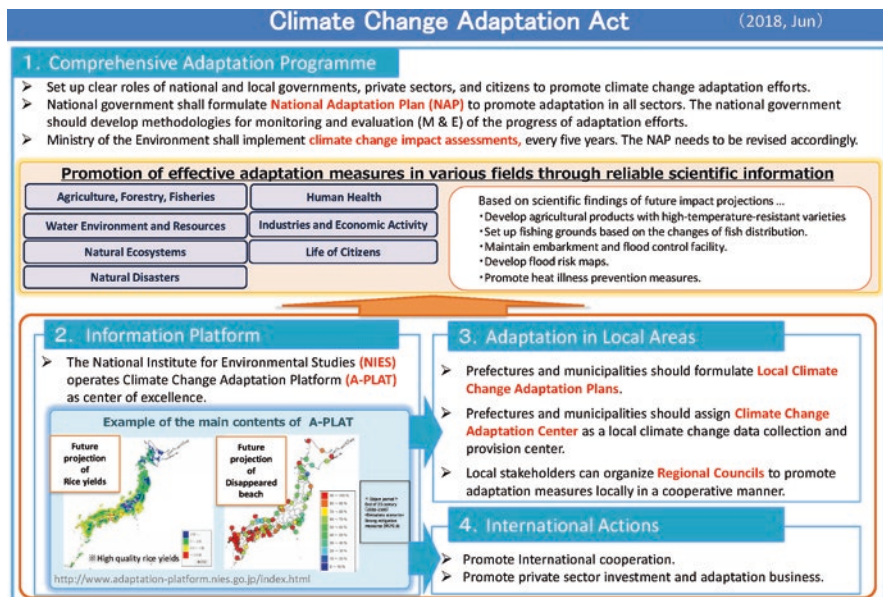 Climate Change Adaptation Act (2018, Jun)
1. Comprehensive Adaptation Programme
➤ Set up clear roles of national and local governments, private sectors, and citizens to promote climate change adaptation efforts.
➤ National government shall formulate National Adaptation Plan (NAP) to promote adaptation in all sectors. The national government
should develop methodologies for monitoring and evaluation (M & E) of the progress of adaptation efforts.
➤ Ministry of the Environment shall implement climate change impact assessments, every five years. The NAP needs to be revised accordingly.
Promotion of effective adaptation measures in various fields through reliable scientific information
Agriculture, Forestry, Fisheries
Water Environment and Resources
Natural Ecosystems
Natural Disasters
Human Health
Industries and Economic Activity
Life of Citizens
Based on scientific findings of future impact projections ...
•Develop agricultural products with high-temperature-resistant varieties
•Set up fishing grounds based on the changes of fish distribution.
•Maintain embarkment and flood control facility.
•Develop flood risk maps.
•Promote heat illness prevention measures.
2. Information Platform
➤ The National Institute for Environmental Studies (NIES)
operates Climate Change Adaptation Platform (A-PLAT)
as center of excellence.
Example of the main contents of A-PLAT
Future
projection
of
Rice yields
High quality rice yields
Future
projection
of
Disappeared
beach
http://www.adaptation-platform.nies.go.jp/index.html
3. Adaptation in Local Areas
➤ Prefectures and municipalities should formulate Local Climate
Change Adaptation Plans.
➤ Prefectures and municipalities should assign Climate Change
Adaptation Center as a local climate change data collection and
provision center.
➤ Local stakeholders can organize Regional Councils to promote
adaptation measures locally in a cooperative manner.
4. International Actions
➤ Promote International cooperation.
➤ Promote private sector investment and adaptation business.